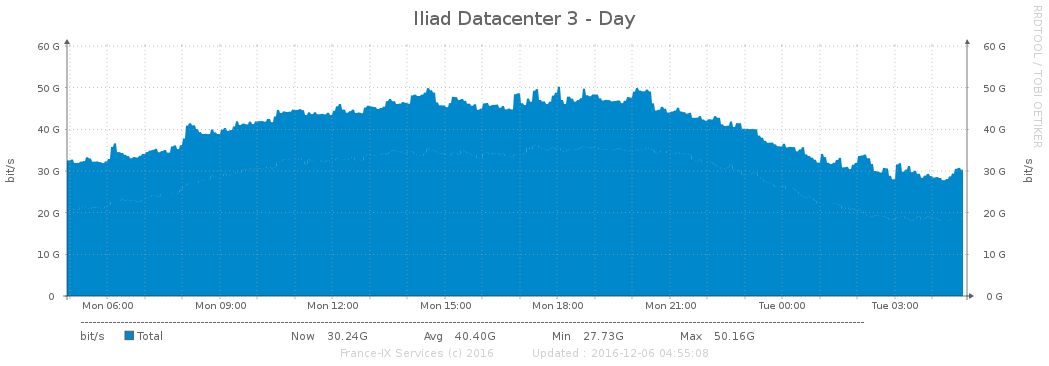 Iliad Datacenter 3 - Day
RRDTOOL / TOBI OETIKER
60 G 60 G
50 G 50 G
40 G 40 G
30 G 30 G
20 G 20 G
10 G 10 G
0 0 G
bit/s bit/s
Mon 06:00 Mon 09:00 Mon 12:00 Mon 15:00 Mon 18:00 Mon 21:00 Tue 00:00 Tue 03:00
bit/s Total Now 30.24G Avg 40.40G Min 27.73G Max 50.16G
France-IX Services (c) 2016 Updated : 2016-12-06 04:55:08